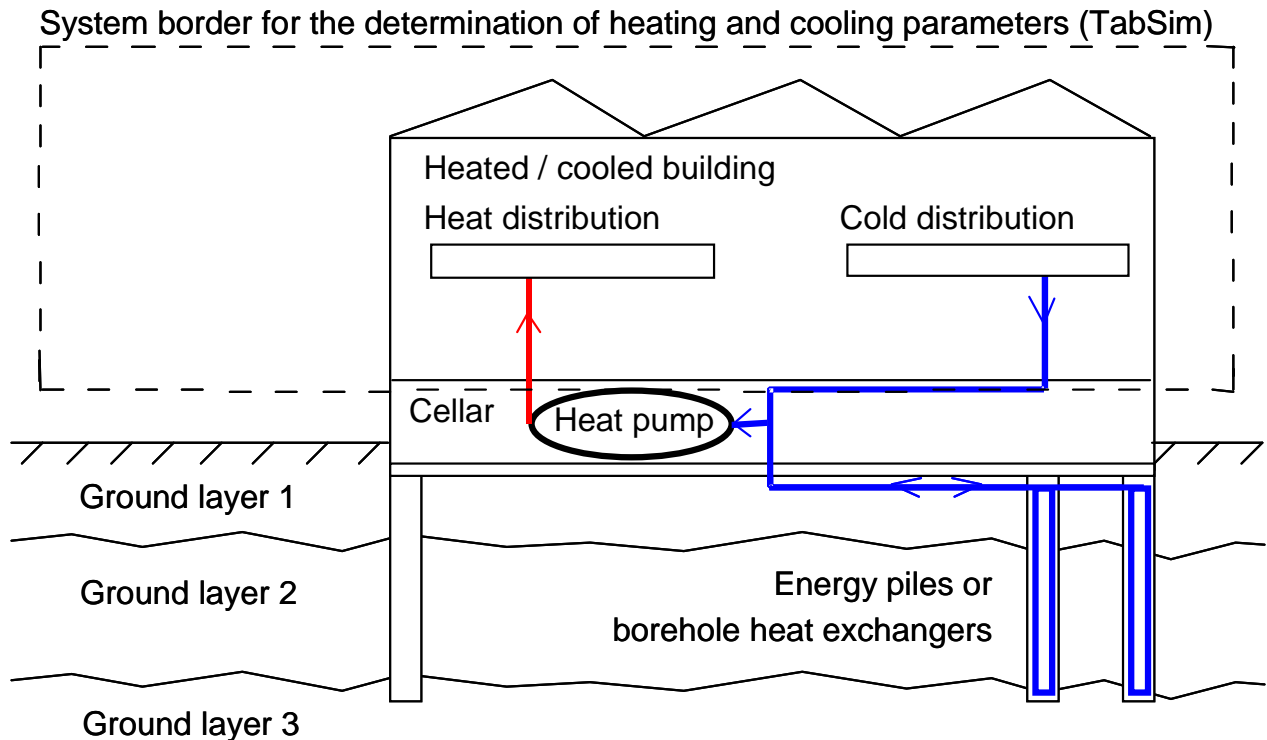 System border for the determination of heating and cooling parameters (TabSim)
Heated / cooled building
Heat distribution
Cold distribution
Cellar
Heat pump
Ground layer 1
Ground layer 2
Energy piles or
borehole heat exchangers
Ground layer 3